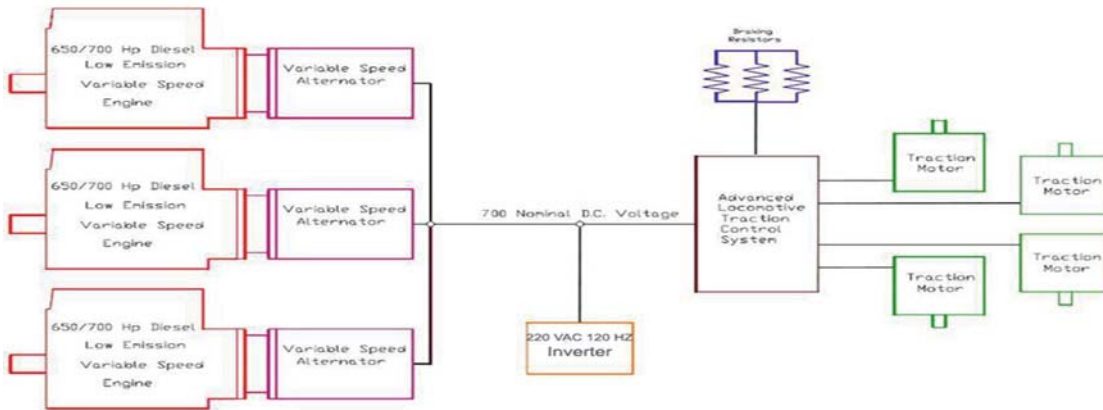 650/700 Hp Diesel
Low Emission
Variable Speed
Engine
Variable Speed
Alternator
650/700 Hp Diesel
Low Emission
Variable Speed
Engine
Variable Speed
Alternator
650/700 Hp Diesel
Low Emission
Variable Speed
Engine
Variable Speed
Alternator
700 Nominal D.C. Voltage
220 VAC 120 HZ
Inverter
Braking
Resistors
Advanced
Locomotive
Traction
Control
System
Traction
Motor
Traction
Motor
Traction
Motor
Traction
Motor